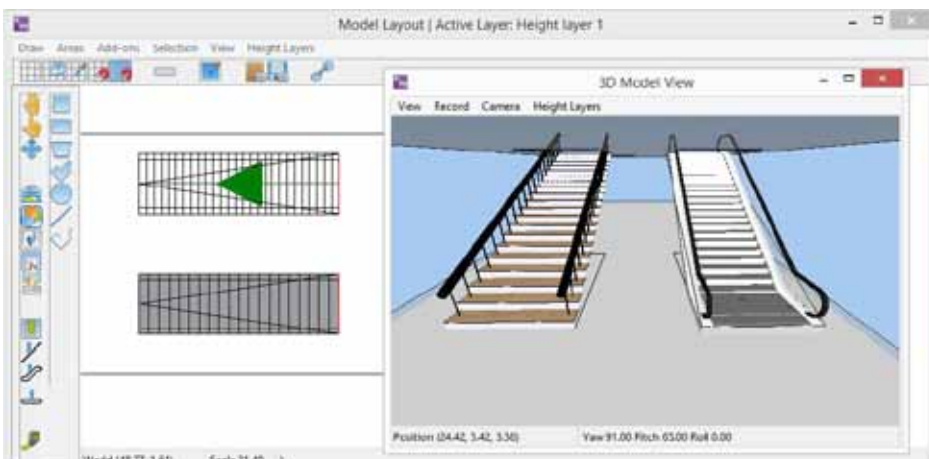 Model Layout | Active Layer: Height layer 1
Draw Areas Add-ons Selection View Height Layers
3D Model View
View Record Camera Height Layers
Position (24.42, 3.42, 3.36) Yaw 91.00 Pitch 65.00 Roll 0.00